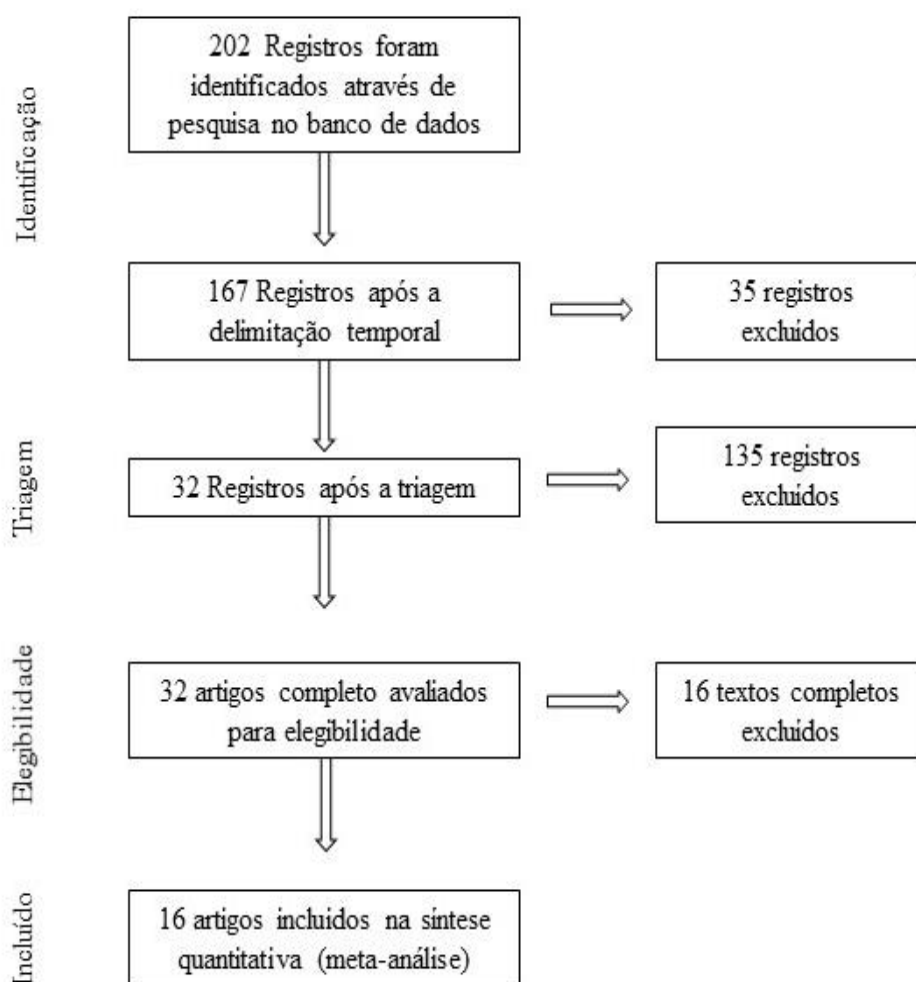 Identificação
202 Registros foram
identificados através de
pesquisa no banco de dados
167 Registros após a
delimitação temporal
35 registros
excluídos
Triagem
32 Registros após a triagem
135 registros
excluídos
Elegibilidade
32 artigos completo avaliados
para elegibilidade
16 textos completos
excluídos
Incluído
16 artigos incluidos na síntese
quantitativa (meta-análise)